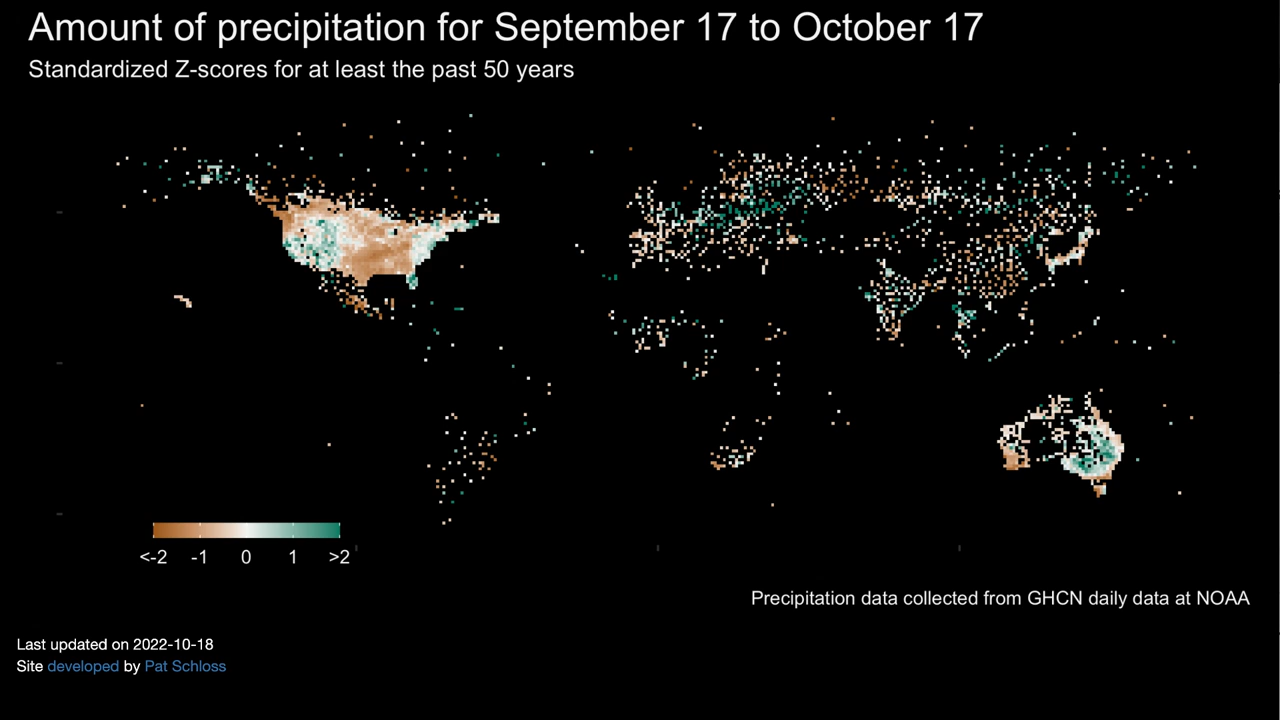 Amount of precipitation for September 17 to October 17
Standardized Z-scores for at least the past 50 years
<-2 -1 0 1 >2
Precipitation data collected from GHCN daily data at NOAA
Last updated on 2022-10-18
Site developed by Pat Schloss